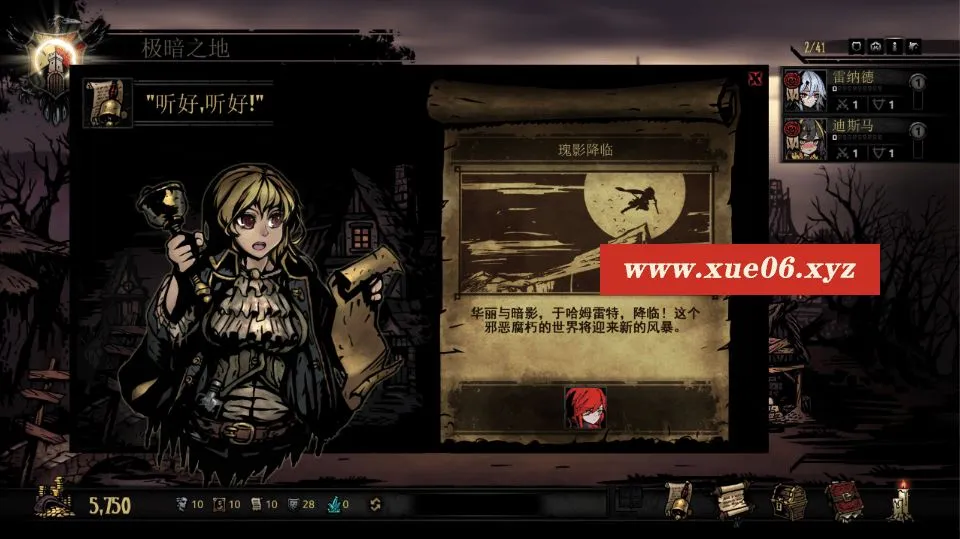 极暗之地
2/41
"听好,听好!"
雷纳德
1
1
1
迪斯马
1
1
1
瑰影降临
www.xue06.xyz
华丽与暗影，于哈姆雷特，降临！这个
邪恶腐朽的世界将迎来新的风暴。
5,750
10
10
10
28
0